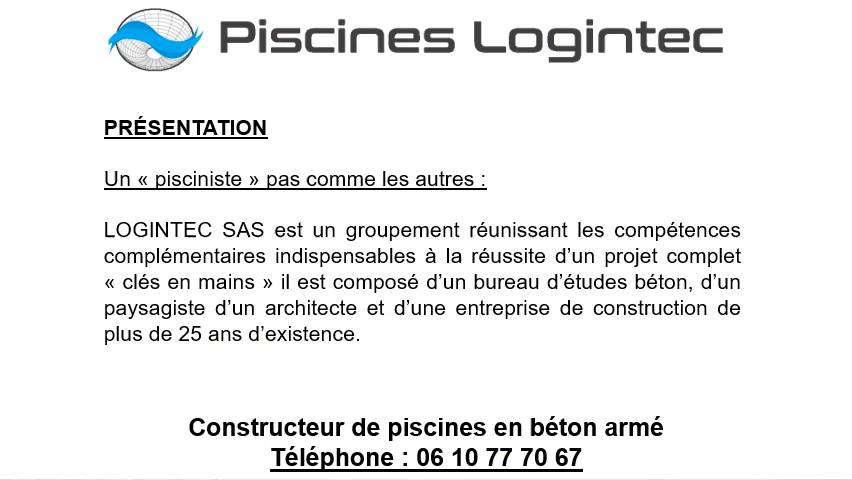 Piscines Logintec
PRÉSENTATION
Un « pisciniste » pas comme les autres :
LOGINTEC SAS est un groupement réunissant les compétences
complémentaires indispensables à la réussite d’un projet complet
« clés en mains » il est composé d’un bureau d’études béton, d’un
paysagiste d’un architecte et d’une entreprise de construction de
plus de 25 ans d’existence.
Constructeur de piscines en béton armé
Téléphone : 06 10 77 70 67